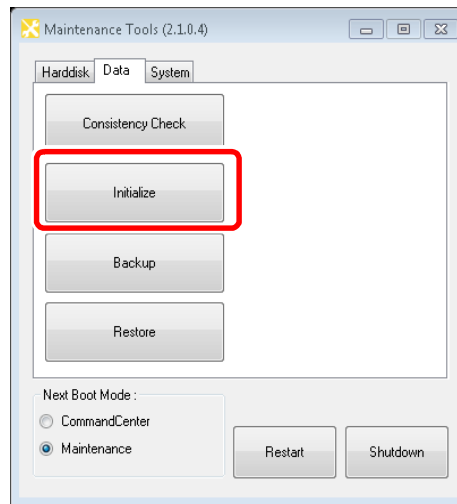 Maintenance Tools (2.1.0.4)
Harddisk Data System
Consistency Check
Initialize
Backup
Restore
Next Boot Mode :
CommandCenter
Maintenance
Restart Shutdown